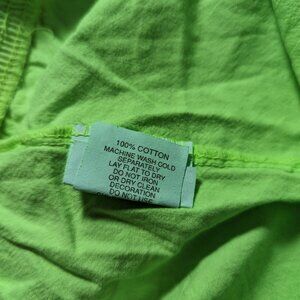 100% COTTON
MACHINE WASH COLD
SEPARATELY
LAY FLAT TO DRY
DO NOT IRON
OR DRY CLEAN
DECORATION
DO NOT USE